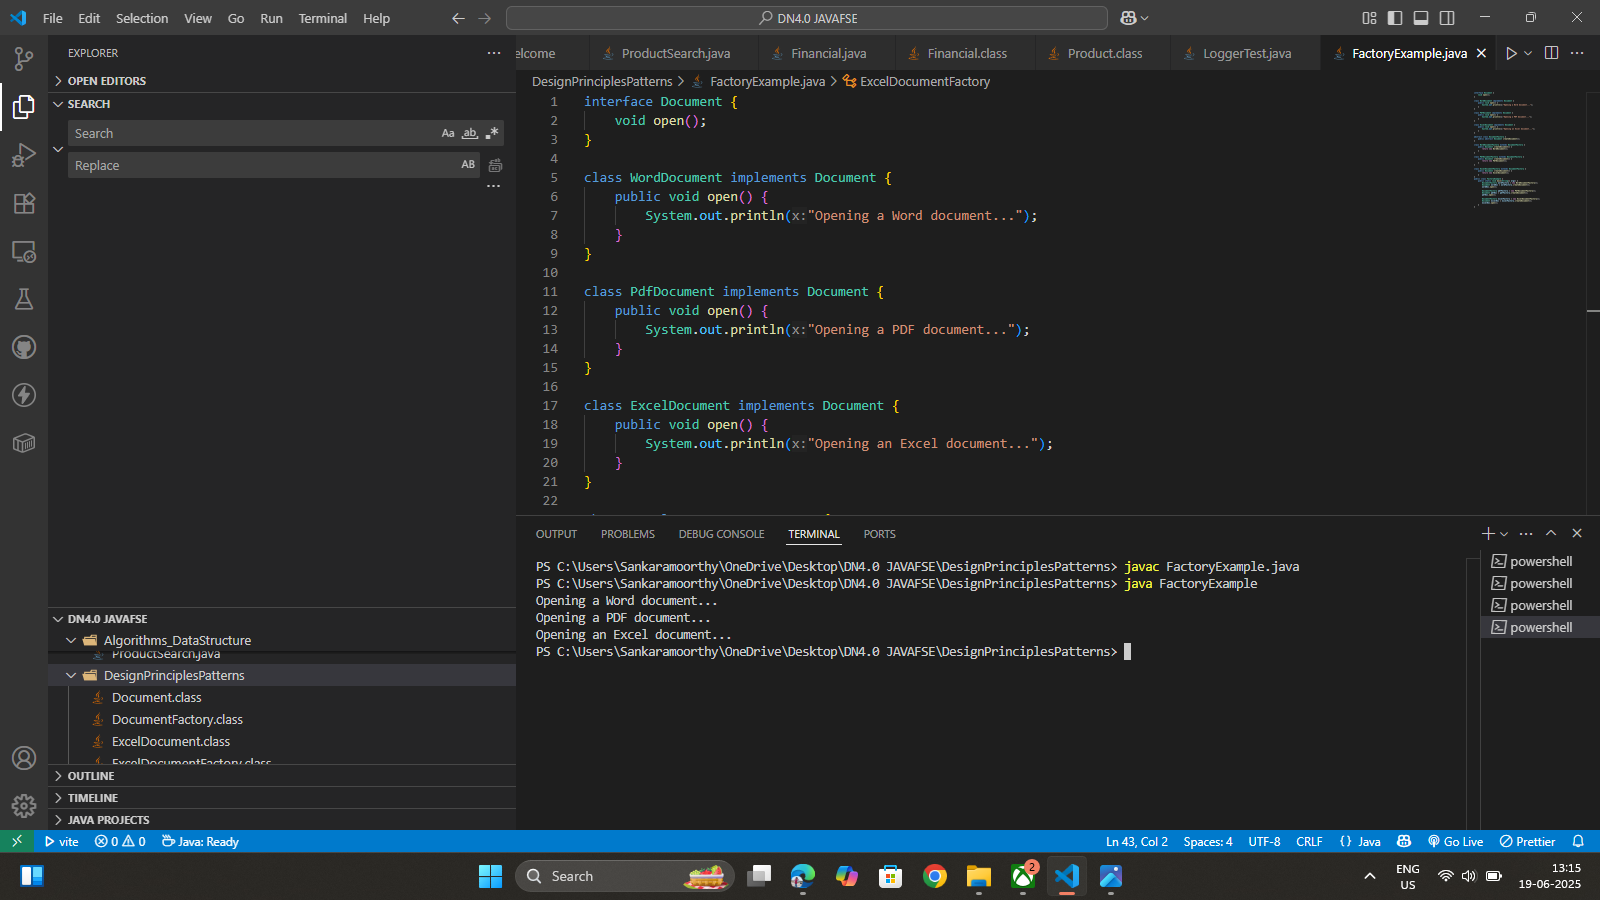 File Edit Selection View Go Run Terminal Help
DN4.0 JAVAFSE
EXPLORER
OPEN EDITORS
SEARCH
Search
Aa ab
Replace
AB
DN4.0 JAVAFSE
Algorithms_DataStructure
ProductSearch.java
DesignPrinciplesPatterns
Document.class
DocumentFactory.class
ExcelDocument.class
ExcelDocumentFactory.class
OUTLINE
TIMELINE
JAVA PROJECTS
elcome ProductSearch.java Financial.java Financial.class Product.class LoggerTest.java FactoryExample.java
DesignPrinciplesPatterns > FactoryExample.java > ExcelDocumentFactory
1 interface Document {
2 void open();
3 }
4
5 class WordDocument implements Document {
6 public void open() {
7 System.out.println(x:"Opening a Word document...");
8 }
9 }
10
11 class PdfDocument implements Document {
12 public void open() {
13 System.out.println(x:"Opening a PDF document...");
14 }
15 }
16
17 class ExcelDocument implements Document {
18 public void open() {
19 System.out.println(x:"Opening an Excel document...");
20 }
21 }
22
OUTPUT PROBLEMS DEBUG CONSOLE TERMINAL PORTS
PS C:\Users\Sankaramoorthy\OneDrive\Desktop\DN4.0 JAVAFSE\DesignPrinciplesPatterns> javac FactoryExample.java
PS C:\Users\Sankaramoorthy\OneDrive\Desktop\DN4.0 JAVAFSE\DesignPrinciplesPatterns> java FactoryExample
Opening a Word document...
Opening a PDF document...
Opening an Excel document...
PS C:\Users\Sankaramoorthy\OneDrive\Desktop\DN4.0 JAVAFSE\DesignPrinciplesPatterns>
powershell
powershell
powershell
powershell
vite 0 0 Java: Ready
Ln 43, Col 2 Spaces: 4 UTF-8 CRLF {} Java Go Live Prettier
Search
2
ENG
US
13:15
19-06-2025